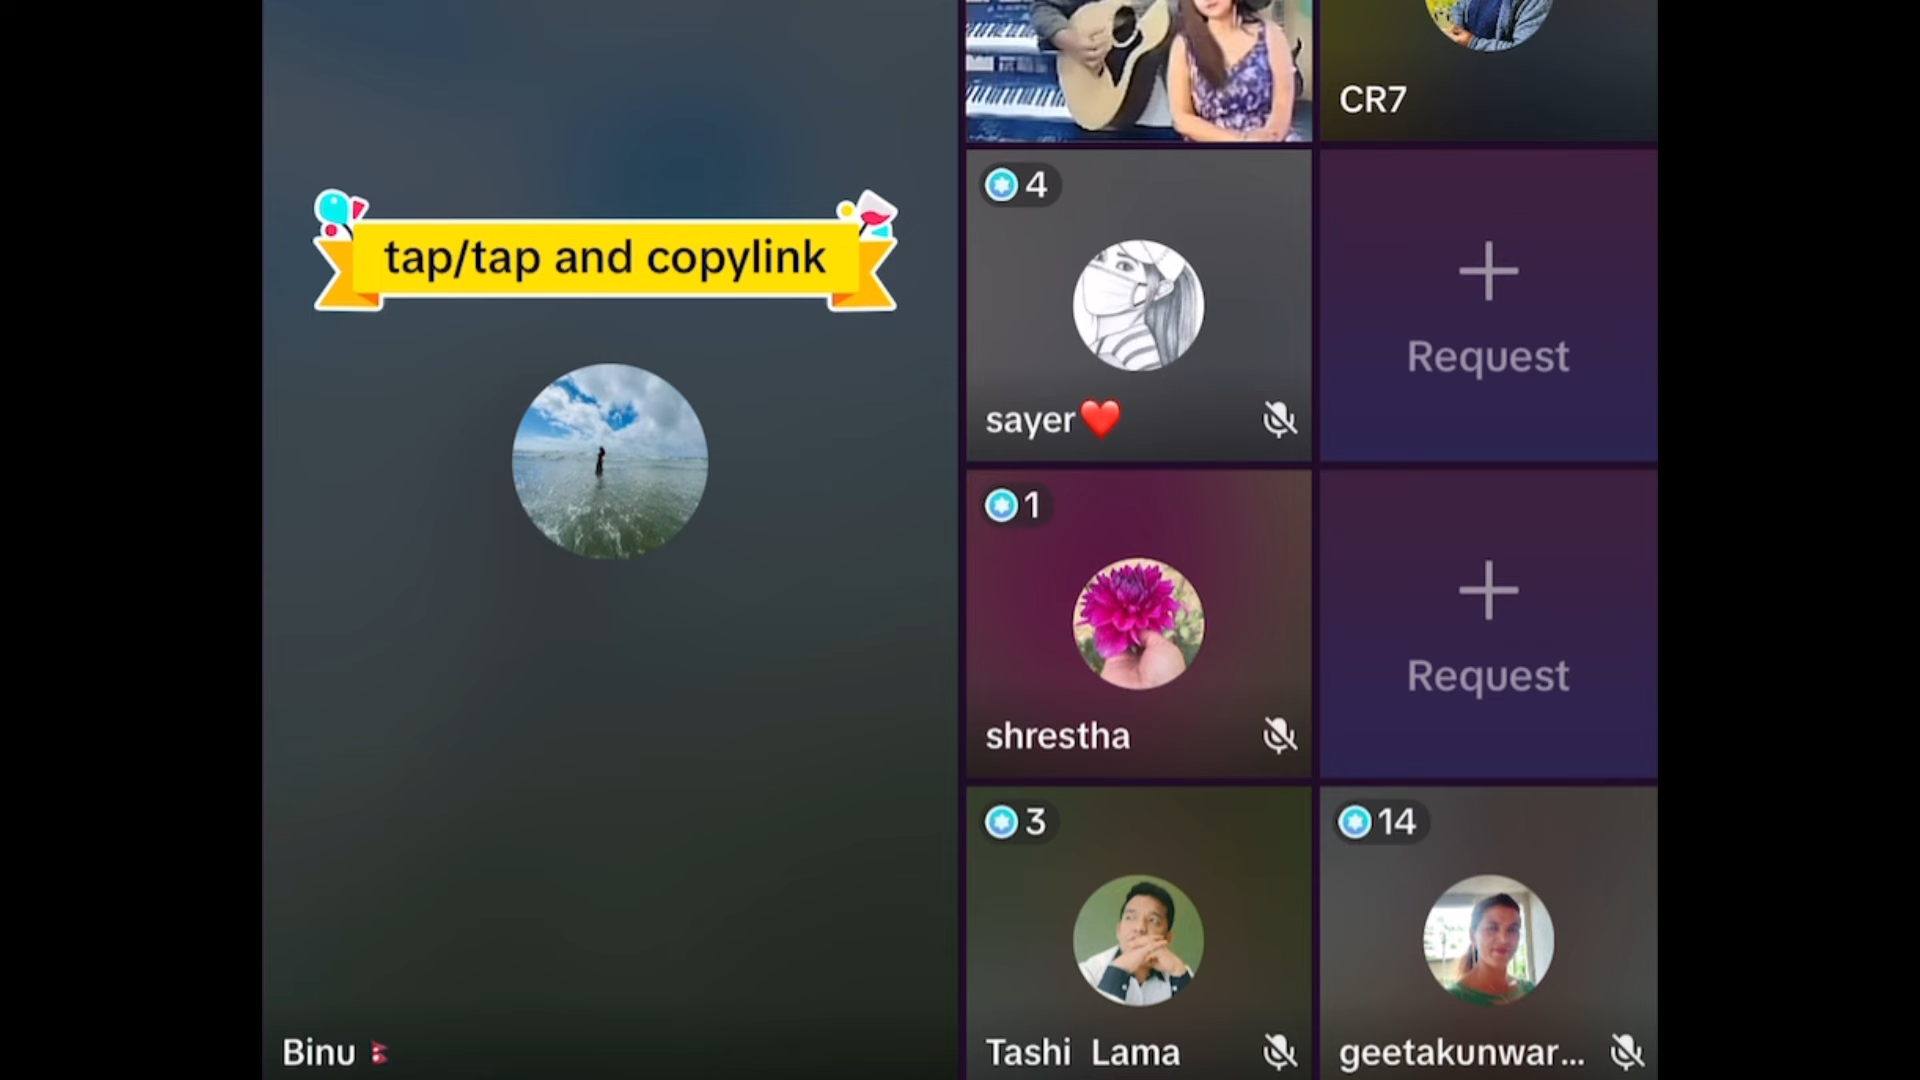 tap/tap and copylink
Binu
CR7
4
sayer❤️
Request
1
shrestha
Request
3
Tashi Lama
14
geetakunwar...